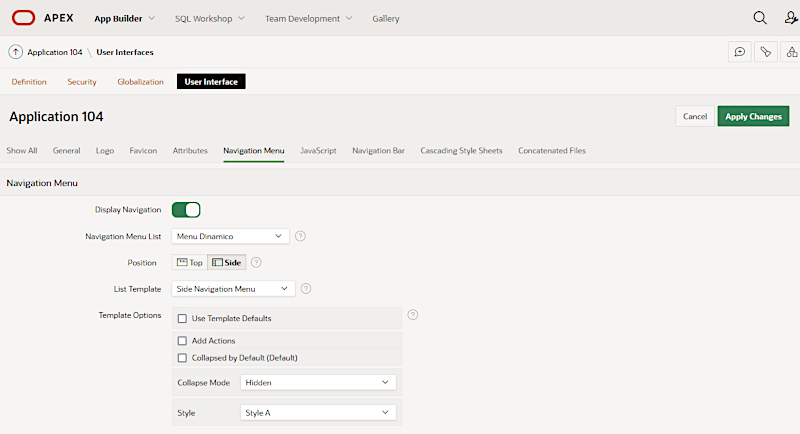 APEX App Builder SQL Workshop Team Development Gallery
Application 104 \ User Interfaces
Definition Security Globalization User Interface
Application 104 Cancel Apply Changes
Show All General Logo Favicon Attributes Navigation Menu JavaScript Navigation Bar Cascading Style Sheets Concatenated Files
Navigation Menu
Display Navigation
Navigation Menu List Menu Dinamico ?
Position Top Side ?
List Template Side Navigation Menu ?
Template Options Use Template Defaults ?
Add Actions
Collapsed by Default (Default)
Collapse Mode Hidden
Style Style A